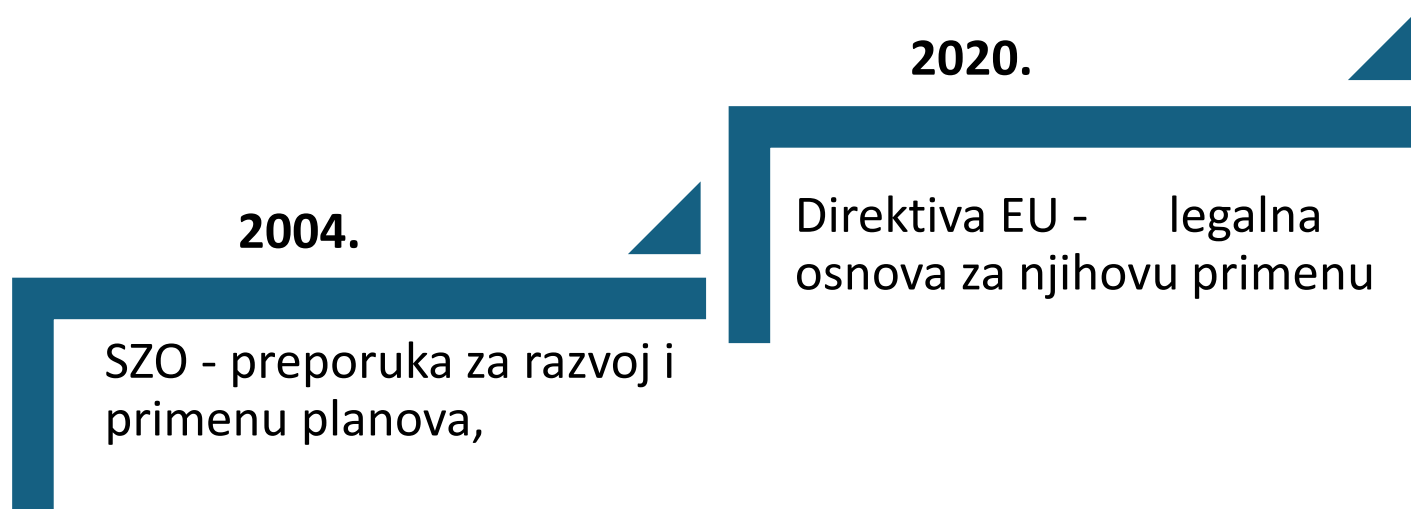 2004.
SZO - preporuka za razvoj i
primenu planova,
2020.
Direktiva EU - legalna
osnova za njihovu primenu